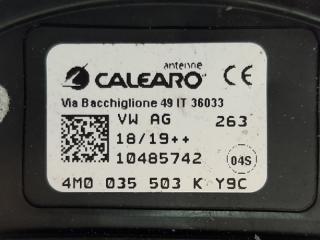 antenne
CALEARO CE
Via Bacchiglione 49 IT 36033
VW AG 263
18/19++
10485742 04S
4M0 035 503 K Y9C